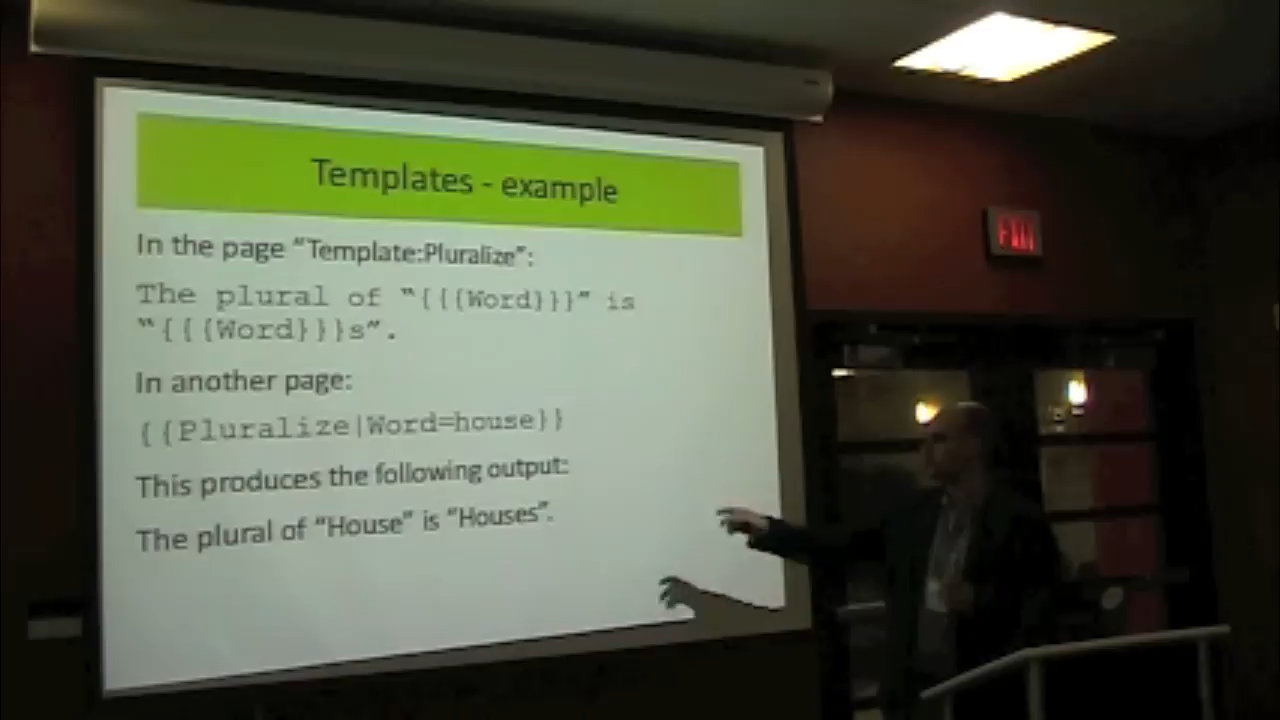 Templates - example
In the page “Template:Pluralize”:
The plural of “{{{Word}}}” is
“{{{Word}}}s”.
In another page:
{{Pluralize|Word=house}}
This produces the following output:
The plural of “House” is “Houses”.
EXIT